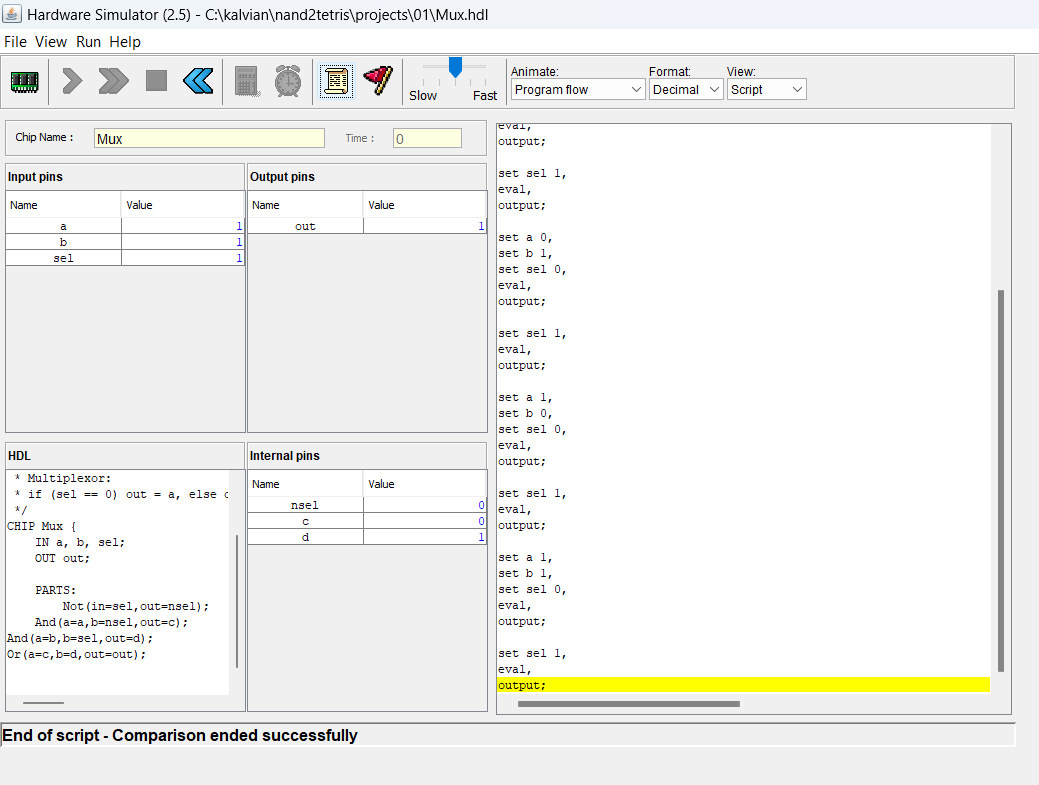 Hardware Simulator (2.5) - C:\kalvian\nand2tetris\projects\01\Mux.hdl
File View Run Help
Slow Fast
Animate: Format: View:
Program flow Decimal Script
Chip Name : Mux Time : 0
Input pins
Name Value
a 1
b 1
sel 1
Output pins
Name Value
out 1
HDL
* Multiplexor:
* if (sel == 0) out = a, else
*/
CHIP Mux {
IN a, b, sel;
OUT out;
PARTS:
Not(in=sel,out=nsel);
And(a=a,b=nsel,out=c);
And(a=b,b=sel,out=d);
Or(a=c,b=d,out=out);
Internal pins
Name Value
nsel 0
c 0
d 1
eval,
output;
set sel 1,
eval,
output;
set a 0,
set b 1,
set sel 0,
eval,
output;
set sel 1,
eval,
output;
set a 1,
set b 0,
set sel 0,
eval,
output;
set sel 1,
eval,
output;
set a 1,
set b 1,
set sel 0,
eval,
output;
set sel 1,
eval,
output;
End of script - Comparison ended successfully